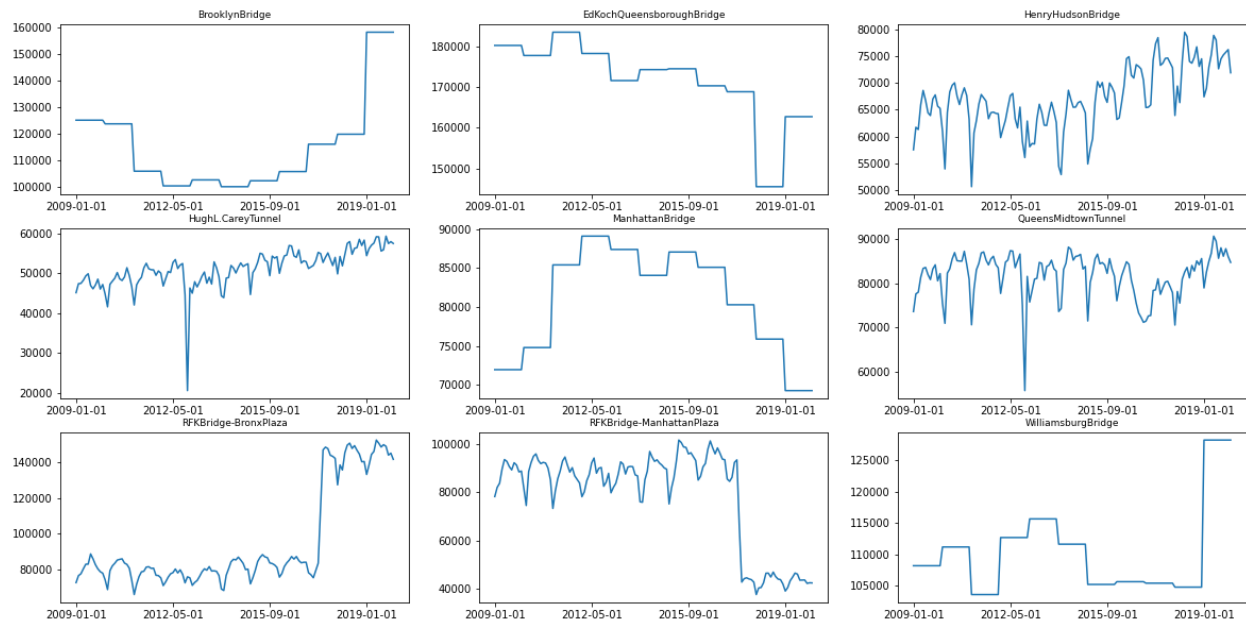 BrooklynBridge
160000
150000
140000
130000
120000
110000
100000
2009-01-01 2012-05-01 2015-09-01 2019-01-01
EdKochQueensboroughBridge
180000
170000
160000
150000
2009-01-01 2012-05-01 2015-09-01 2019-01-01
HenryHudsonBridge
80000
75000
70000
65000
60000
55000
50000
2009-01-01 2012-05-01 2015-09-01 2019-01-01
HughL.CareyTunnel
60000
50000
40000
30000
20000
2009-01-01 2012-05-01 2015-09-01 2019-01-01
ManhattanBridge
90000
85000
80000
75000
70000
2009-01-01 2012-05-01 2015-09-01 2019-01-01
QueensMidtownTunnel
90000
80000
70000
60000
2009-01-01 2012-05-01 2015-09-01 2019-01-01
RFKBridge-BronxPlaza
140000
120000
100000
80000
2009-01-01 2012-05-01 2015-09-01 2019-01-01
RFKBridge-ManhattanPlaza
100000
80000
60000
40000
2009-01-01 2012-05-01 2015-09-01 2019-01-01
WilliamsburgBridge
125000
120000
115000
110000
105000
2009-01-01 2012-05-01 2015-09-01 2019-01-01